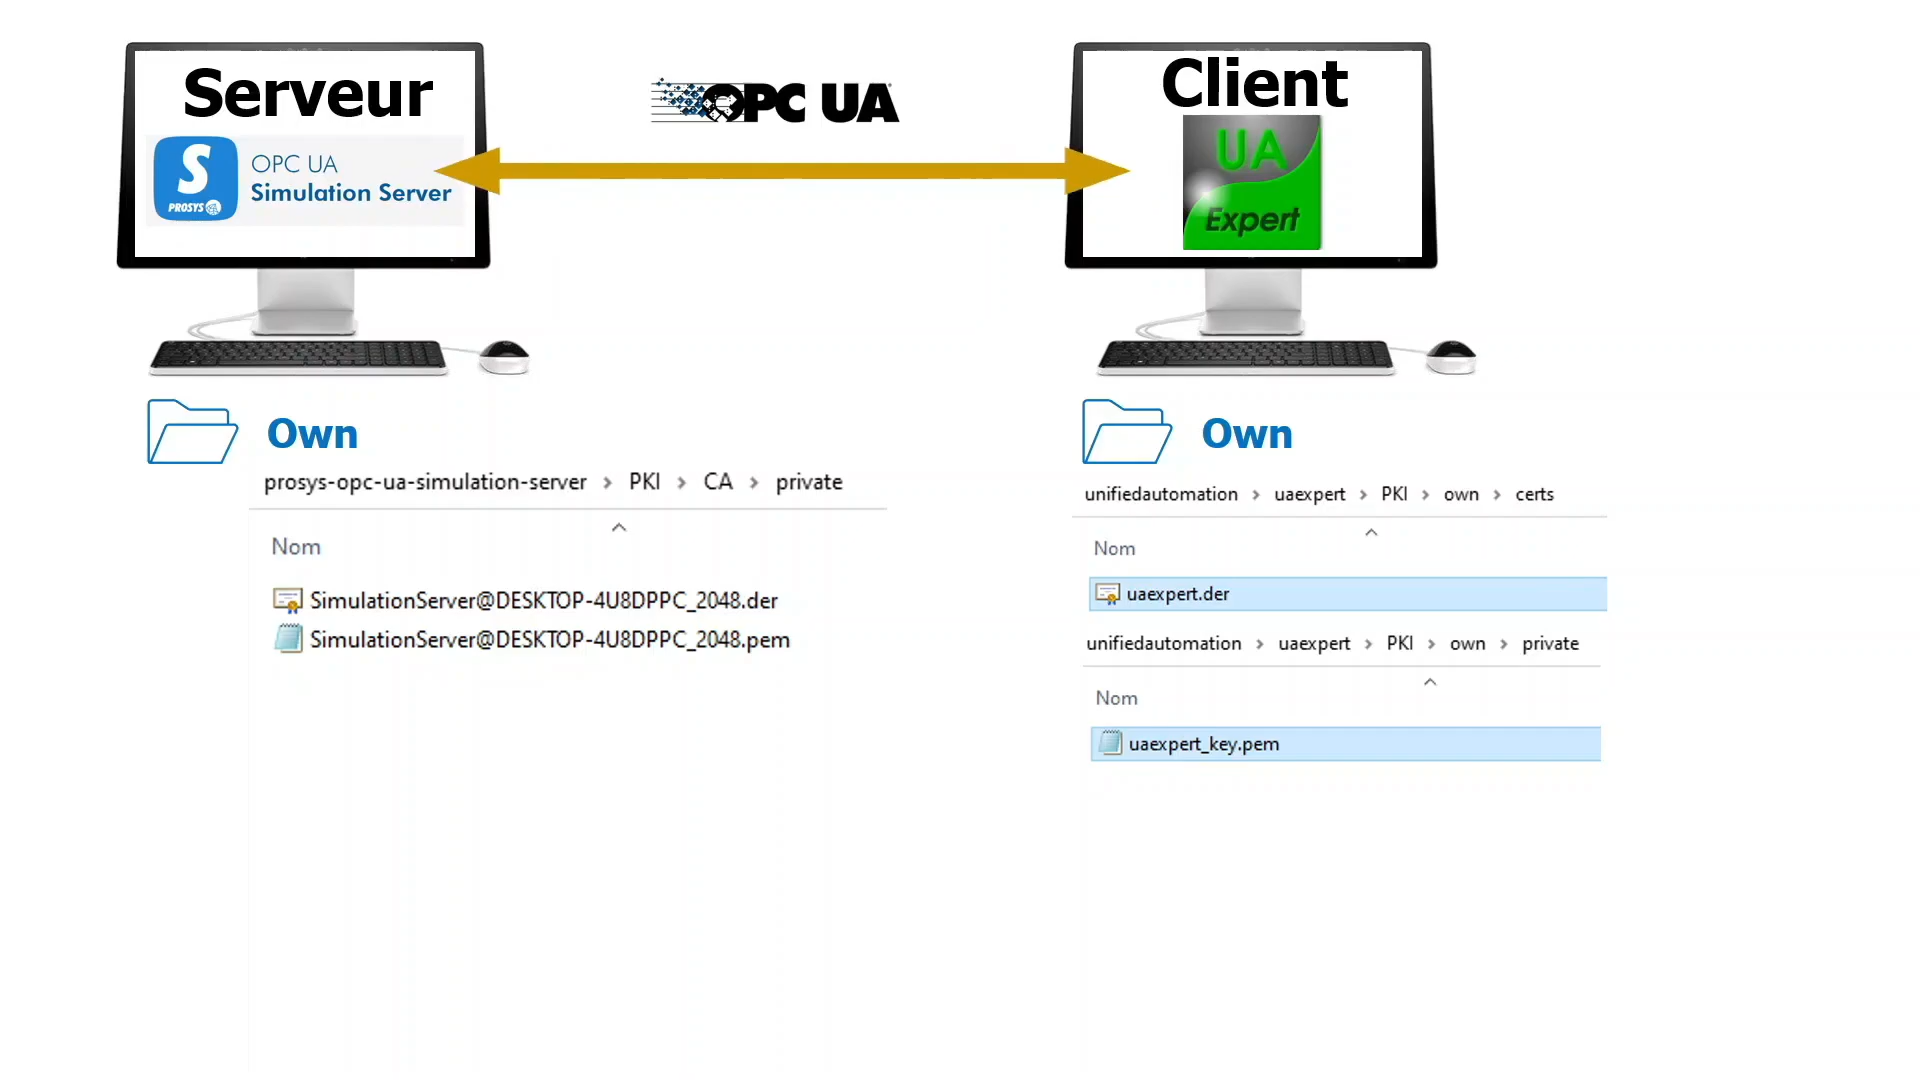 Serveur
S
PROSYS
OPC UA
Simulation Server
OPC UA
Client
UA
Expert
Own
prosys-opc-ua-simulation-server > PKI > CA > private
Nom
SimulationServer@DESKTOP-4U8DPPC_2048.der
SimulationServer@DESKTOP-4U8DPPC_2048.pem
Own
unifiedautomation > uaexpert > PKI > own > certs
Nom
uaexpert.der
unifiedautomation > uaexpert > PKI > own > private
Nom
uaexpert_key.pem